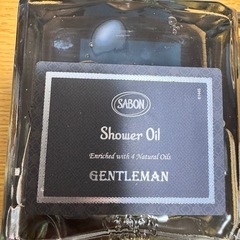 SABON
Shower Oil
Enriched with 4 Natural Oils
GENTLEMAN